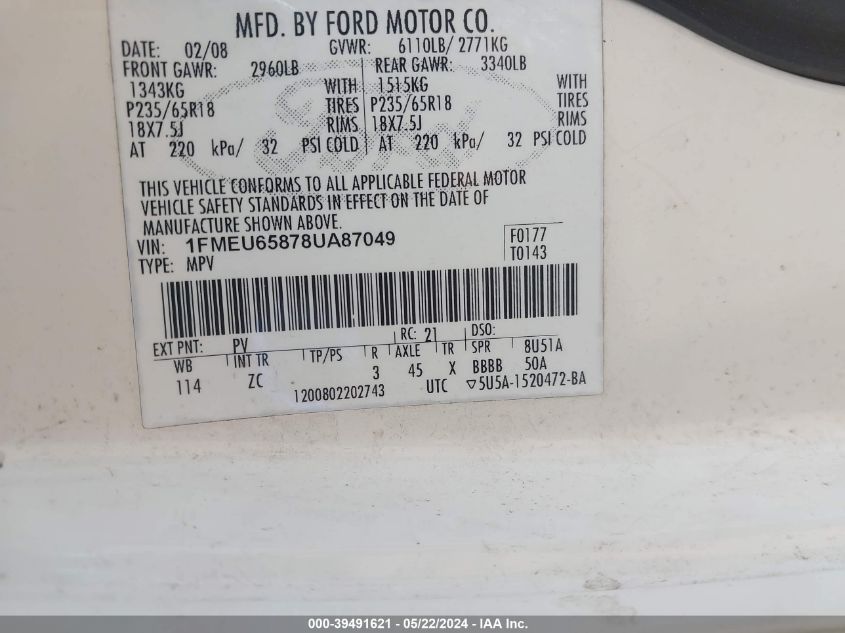 MFD. BY FORD MOTOR CO.
DATE: 02/08 GVWR: 6110LB/ 2771KG
FRONT GAWR: 2960LB REAR GAWR: 3340LB
1343KG WITH 1515KG WITH
P235/65R18 TIRES P235/65R18 TIRES
18X7.5J RIMS 18X7.5J RIMS
AT 220 kPa/ 32 PSI COLD AT 220 kPa/ 32 PSI COLD
Ford
THIS VEHICLE CONFORMS TO ALL APPLICABLE FEDERAL MOTOR
VEHICLE SAFETY STANDARDS IN EFFECT ON THE DATE OF
MANUFACTURE SHOWN ABOVE.
VIN: 1FMEU65878UA87049 F0177
TYPE: MPV T0143
EXT PNT: PV RC: 21 DSO:
WB INT TR TP/PS R AXLE TR SPR 8U51A
114 ZC 3 45 X BBBB 50A
1200802202743 UTC ▽5U5A-1520472-BA
000-39491621 - 05/22/2024 - IAA Inc.